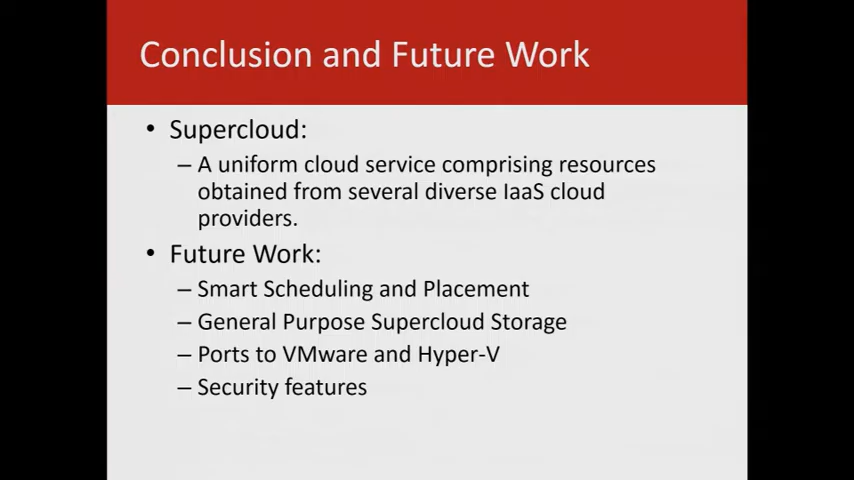 Conclusion and Future Work
• Supercloud:
– A uniform cloud service comprising resources
obtained from several diverse IaaS cloud
providers.
• Future Work:
– Smart Scheduling and Placement
– General Purpose Supercloud Storage
– Ports to VMware and Hyper-V
– Security features